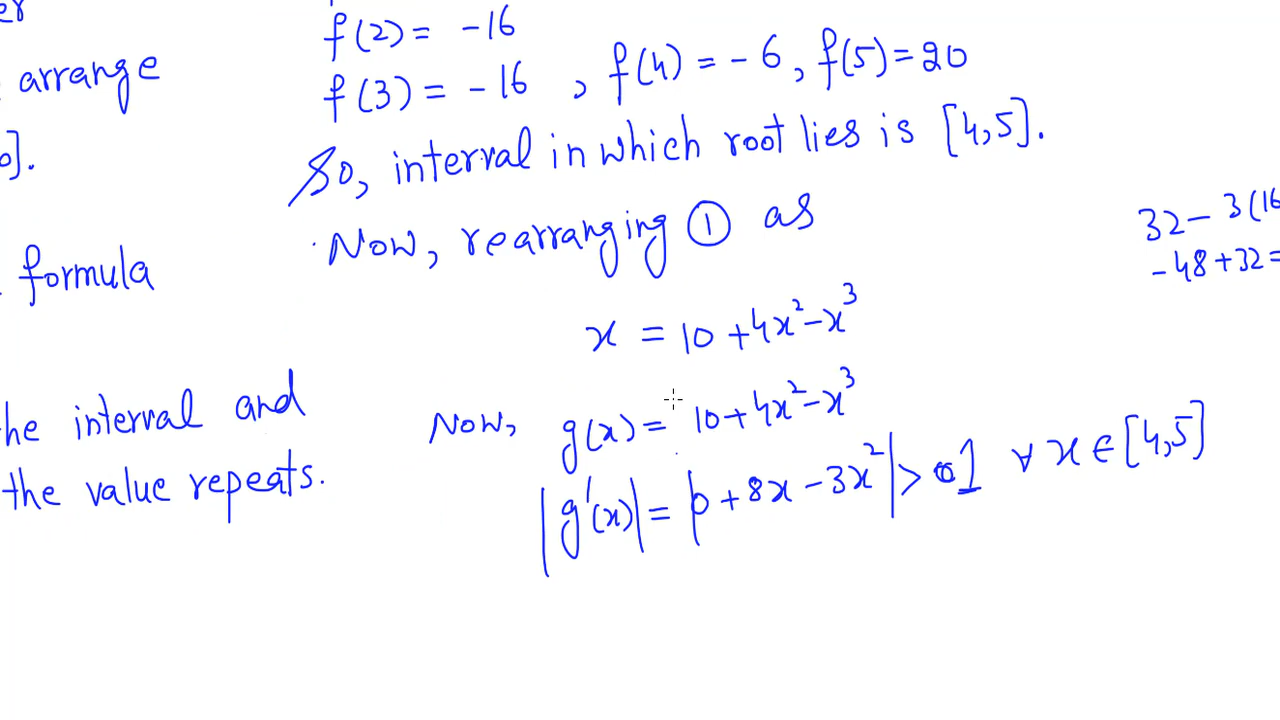 er
arrange
0].
formula
he interval and
the value repeats.
f(2) = -16
f(3) = -16 , f(4) = -6, f(5) = 20
So, interval in which root lies is [4,5].
Now, rearranging ① as
x = 10 + 4x² - x³
Now, g(x) = 10 + 4x² - x³
|g'(x)| = |0 + 8x - 3x²| > 1 ∀ x ∈ [4,5]
32 - 3(16
-48 + 32 =